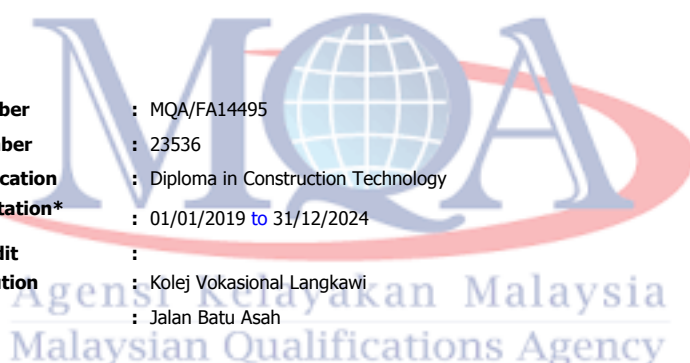 MQA
ber : MQA/FA14495
ber : 23536
cation : Diploma in Construction Technology
tation* : 01/01/2019 to 31/12/2024
dit :
ution : Kolej Vokasional Langkawi
Agensi Kelayakan Malaysia
: Jalan Batu Asah
Malaysian Qualifications Agency